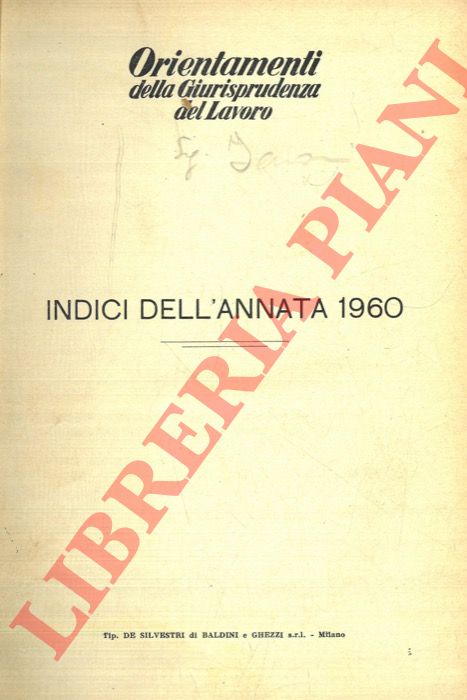 Orientamenti
della Giurisprudenza
del Lavoro
INDICI DELL'ANNATA 1960
LIBRERIA PIANI
Tip. DE SILVESTRI di BALDINI e GHEZZI s.r.l. - Milano